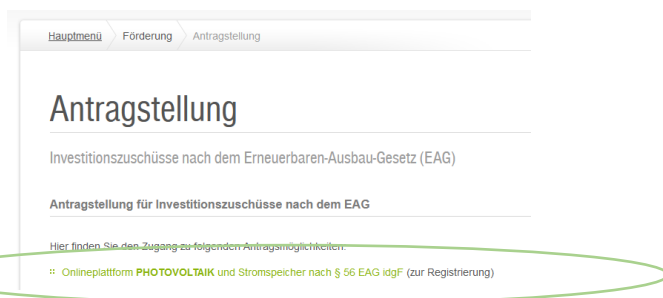 Hauptmenü Förderung Antragstellung
Antragstellung
Investitionszuschüsse nach dem Erneuerbaren-Ausbau-Gesetz (EAG)
Antragstellung für Investitionszuschüsse nach dem EAG
Hier finden Sie den Zugang zu folgenden Antragsmöglichkeiten:
Onlineplattform PHOTOVOLTAIK und Stromspeicher nach § 56 EAG idgF (zur Registrierung)